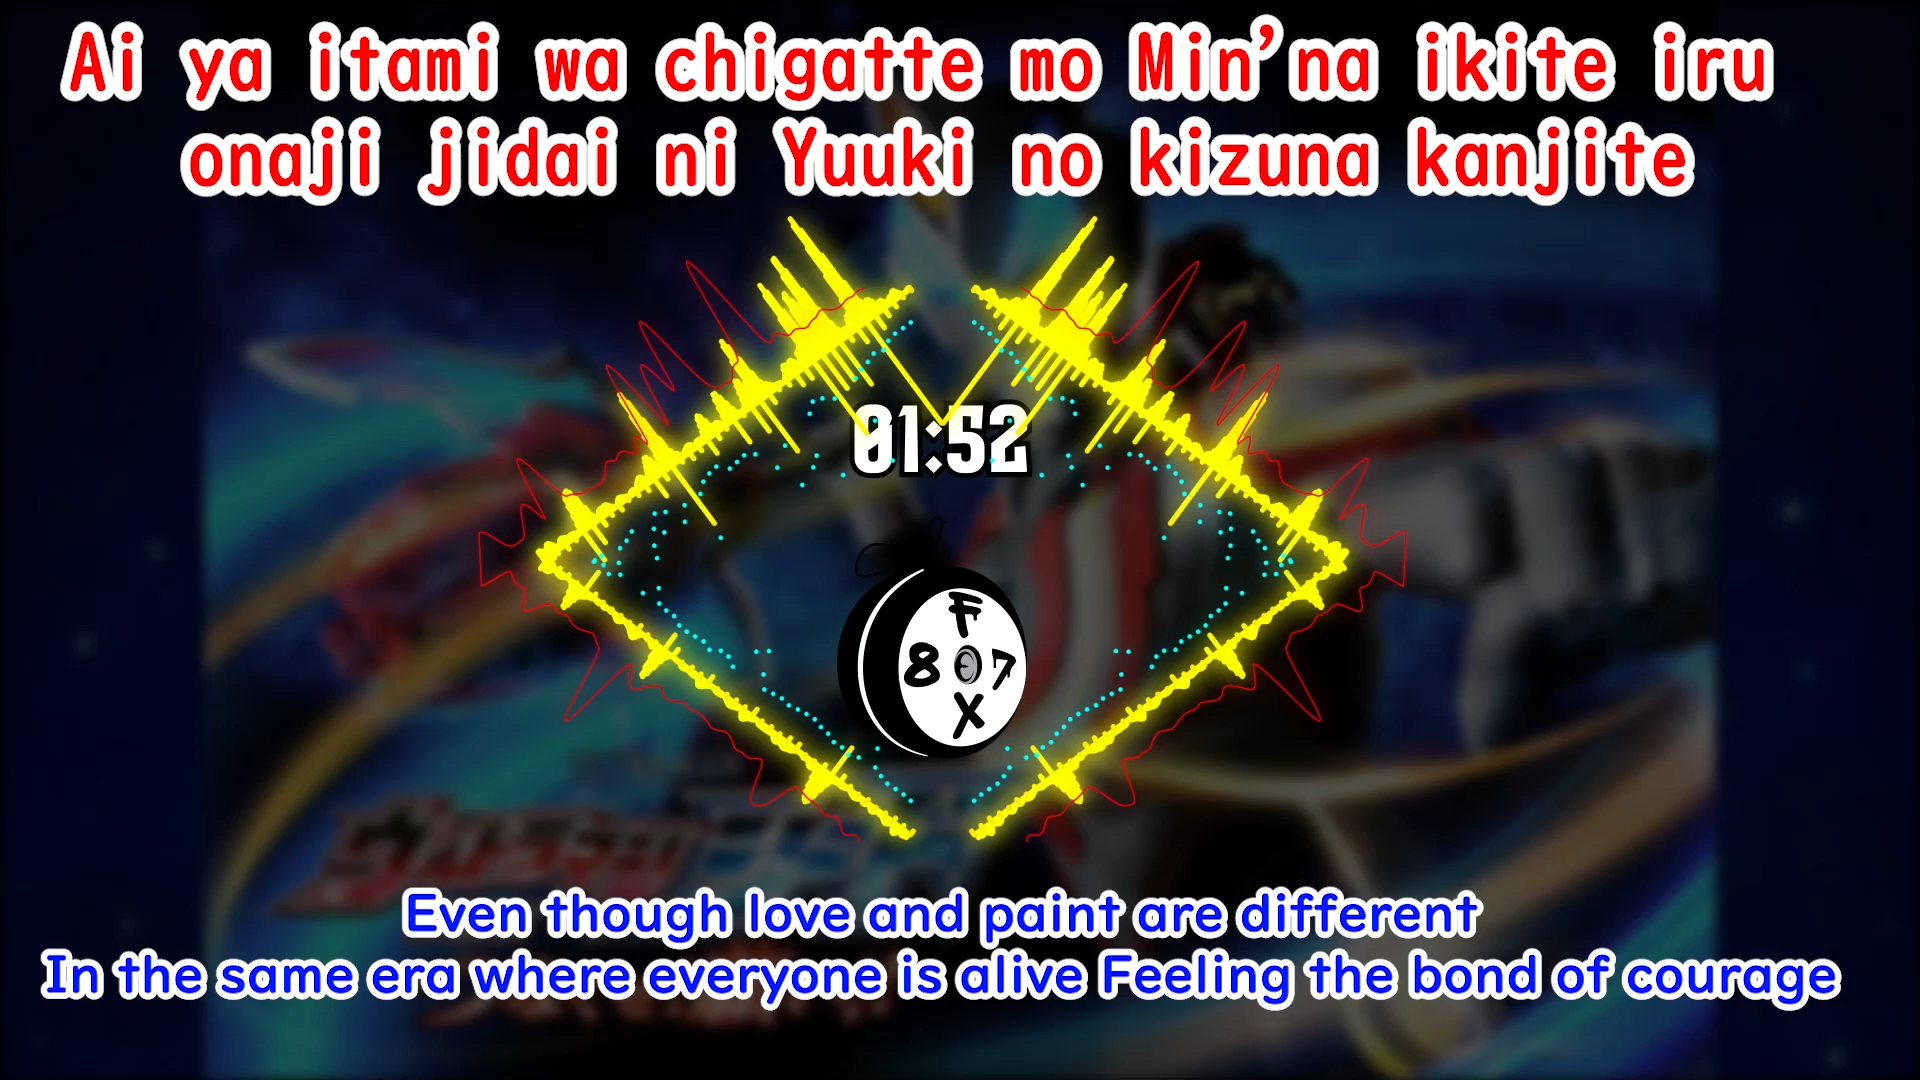 Ai ya itami wa chigatte mo Min’na ikite iru
onaji jidai ni Yuuki no kizuna kanjite
01:52
F
8 7
X
Even though love and paint are different
In the same era where everyone is alive Feeling the bond of courage